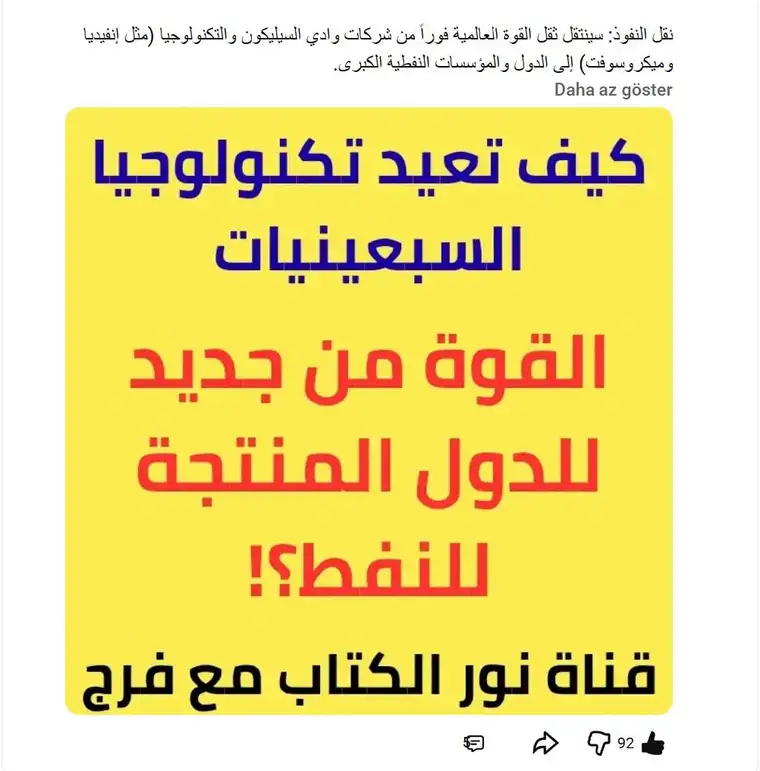 نقل النفوذ: سينتقل ثقل القوة العالمية فوراً من شركات وادي السيليكون والتكنولوجيا (مثل إنفيديا
وميكروسوفت) إلى الدول والمؤسسات النفطية الكبرى.
Daha az göster
كيف تعيد تكنولوجيا
السبعينيات
القوة من جديد
للدول المنتجة
للنفط؟!
قناة نور الكتاب مع فرج
92
5